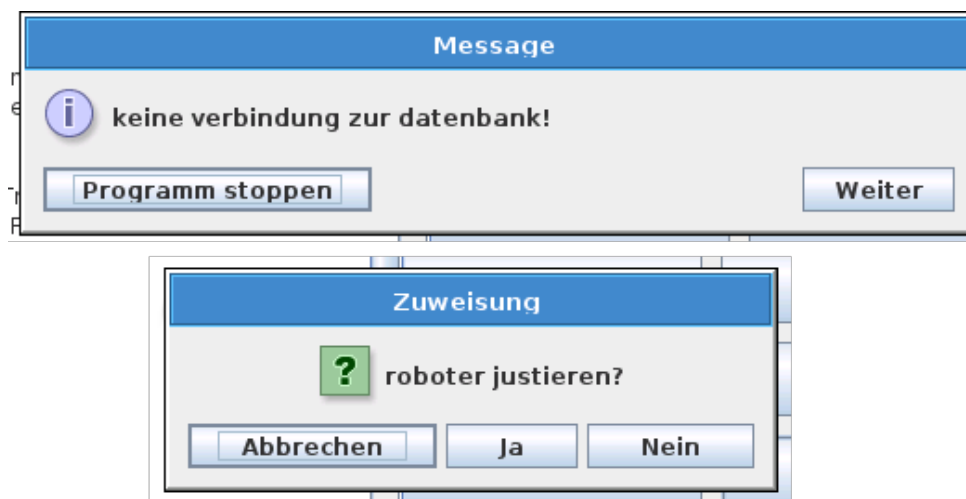 Message
i keine verbindung zur datenbank!
Programm stoppen Weiter
Zuweisung
? roboter justieren?
Abbrechen Ja Nein